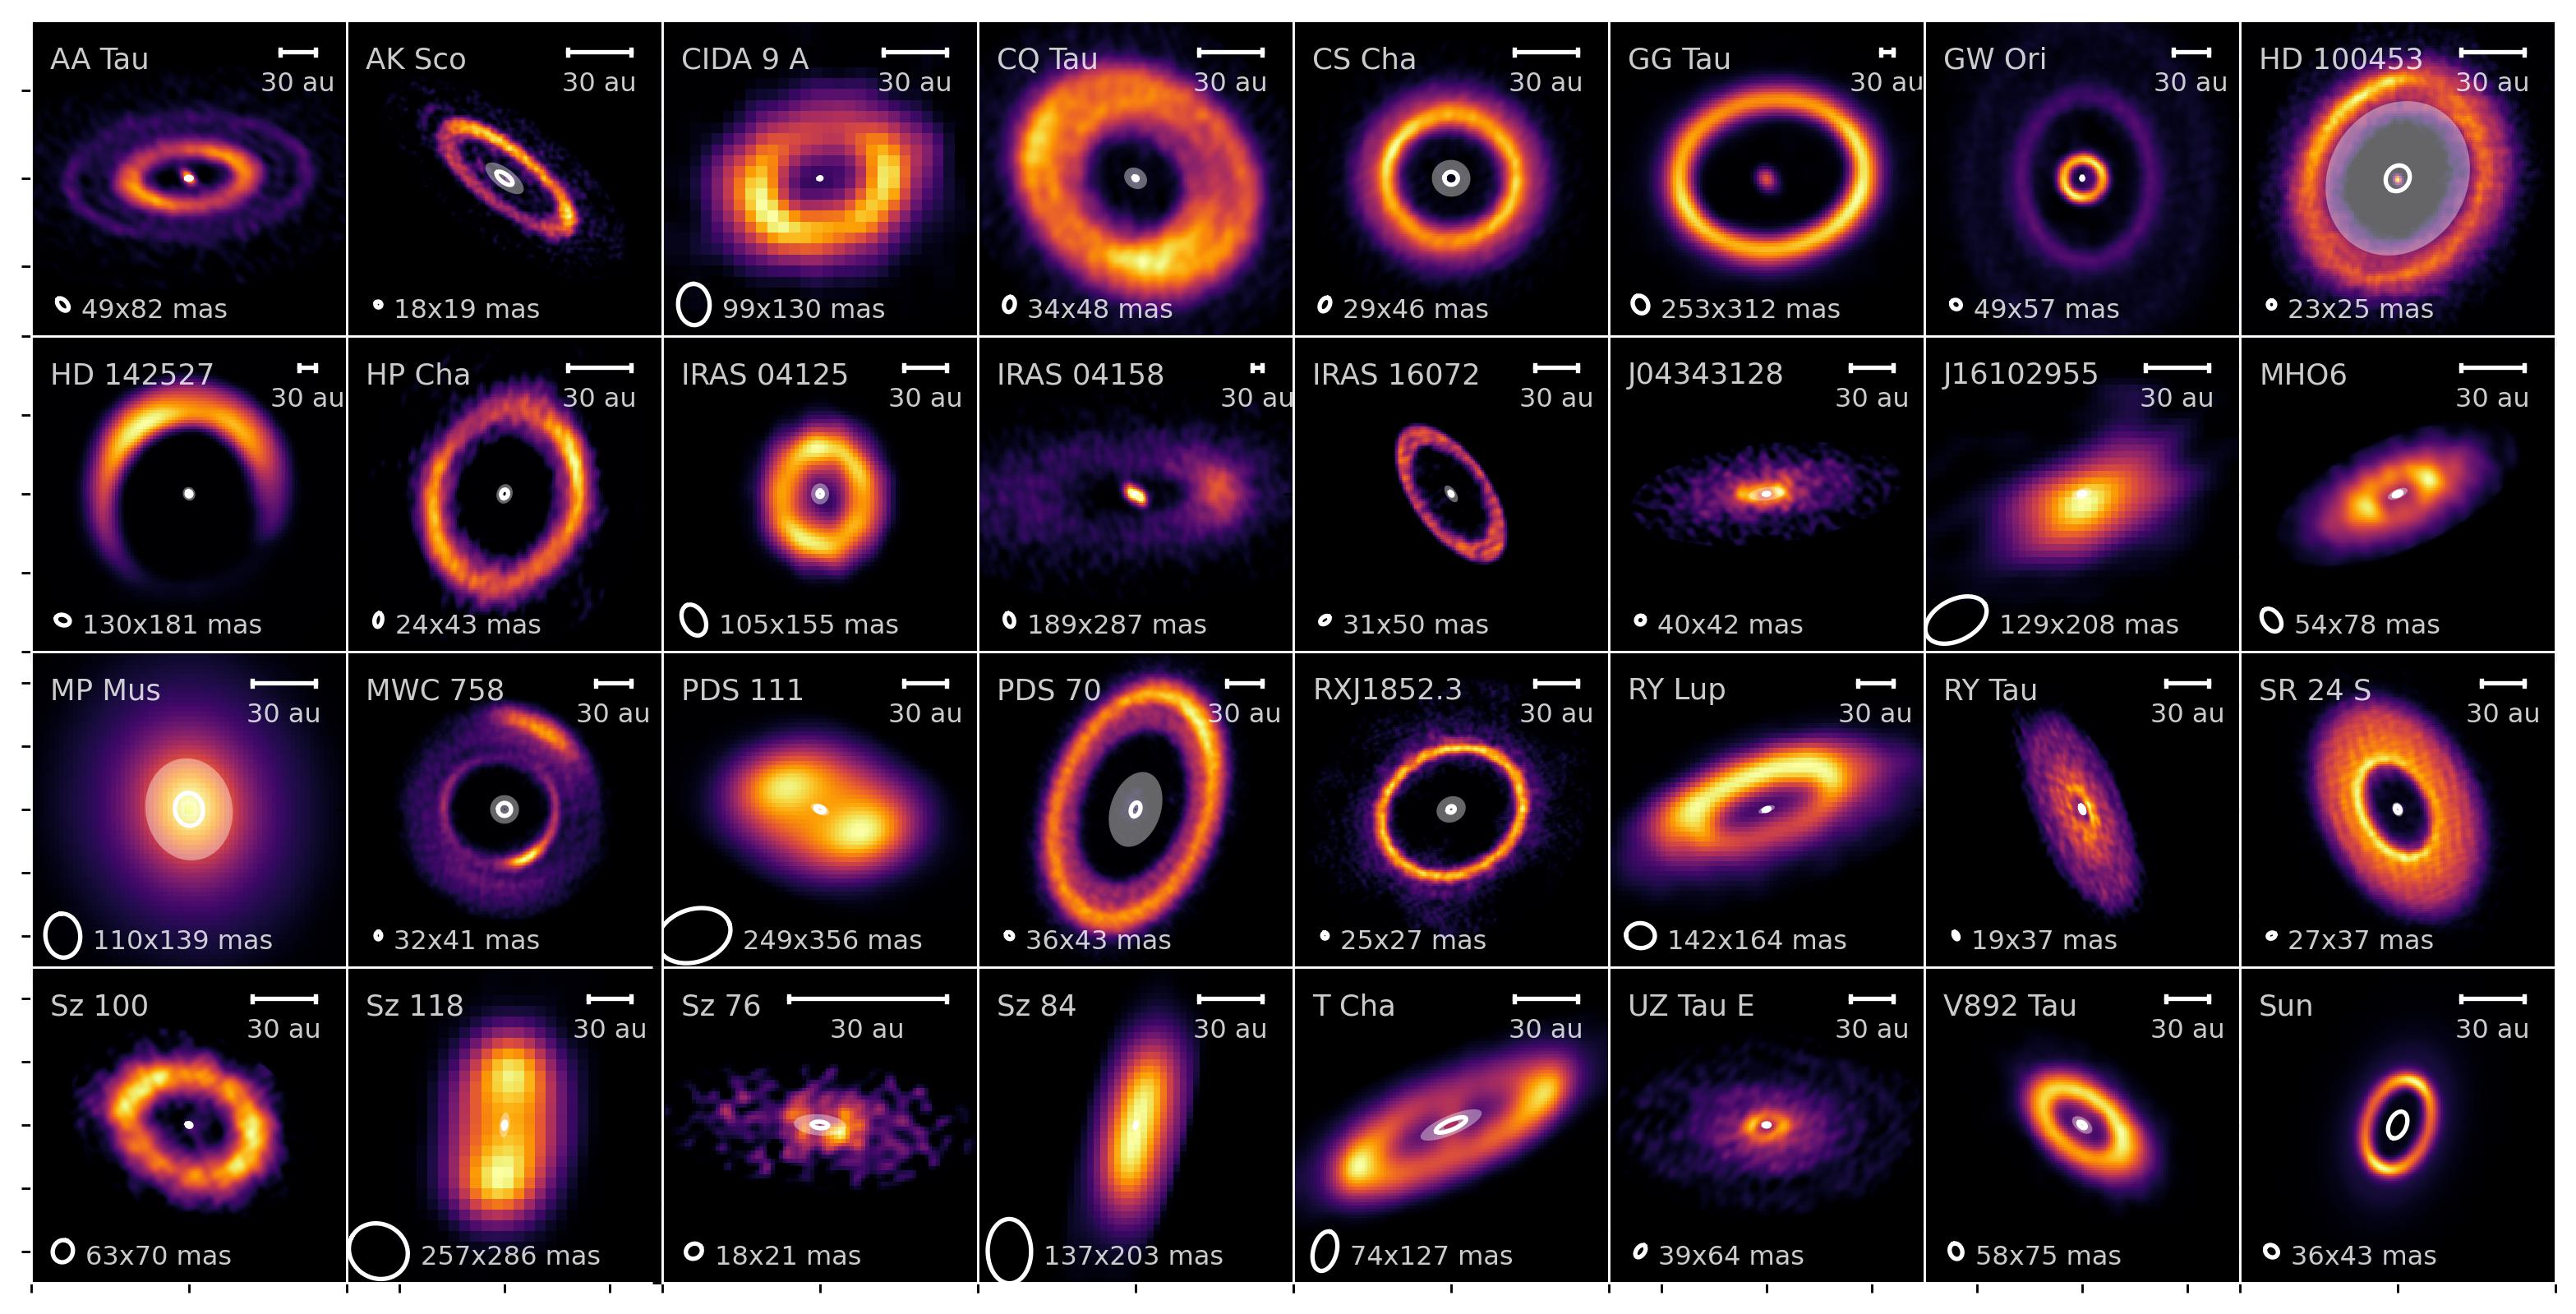 AA Tau
30 au
49x82 mas
AK Sco
30 au
18x19 mas
CIDA 9 A
30 au
99x130 mas
CQ Tau
30 au
34x48 mas
CS Cha
30 au
29x46 mas
GG Tau
30 au
253x312 mas
GW Ori
30 au
49x57 mas
HD 100453
30 au
23x25 mas
HD 142527
30 au
130x181 mas
HP Cha
30 au
24x43 mas
IRAS 04125
30 au
105x155 mas
IRAS 04158
30 au
189x287 mas
IRAS 16072
30 au
31x50 mas
J04343128
30 au
40x42 mas
J16102955
30 au
129x208 mas
MHO6
30 au
54x78 mas
MP Mus
30 au
110x139 mas
MWC 758
30 au
32x41 mas
PDS 111
30 au
249x356 mas
PDS 70
30 au
36x43 mas
RXJ1852.3
30 au
25x27 mas
RY Lup
30 au
142x164 mas
RY Tau
30 au
19x37 mas
SR 24 S
30 au
27x37 mas
Sz 100
30 au
63x70 mas
Sz 118
30 au
257x286 mas
Sz 76
30 au
18x21 mas
Sz 84
30 au
137x203 mas
T Cha
30 au
74x127 mas
UZ Tau E
30 au
39x64 mas
V892 Tau
30 au
58x75 mas
Sun
30 au
36x43 mas